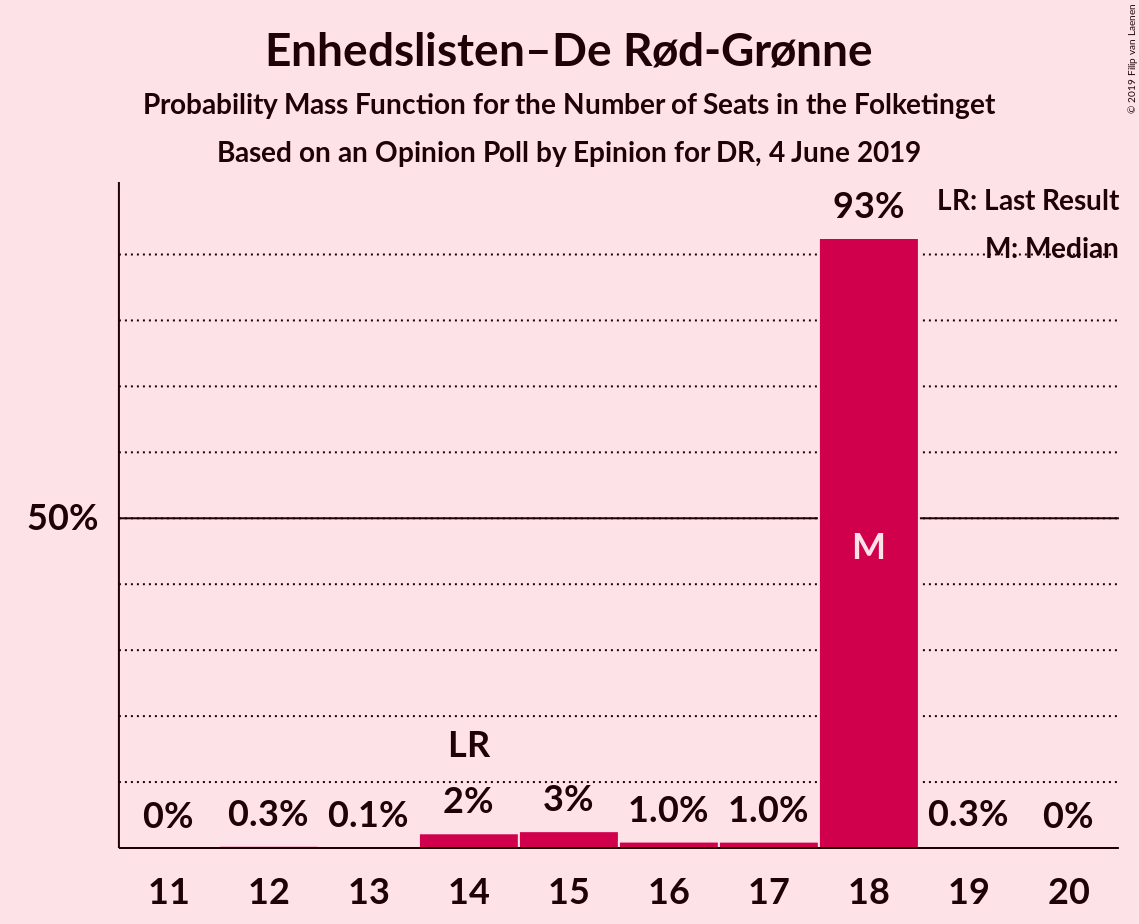 Enhedslisten–De Rød-Grønne
Probability Mass Function for the Number of Seats in the Folketinget
Based on an Opinion Poll by Epinion for DR, 4 June 2019
© 2019 Filip van Laenen
LR: Last Result
M: Median
93%
50%
M
LR
0% 0.3% 0.1% 2% 3% 1.0% 1.0% 0.3% 0%
11 12 13 14 15 16 17 18 19 20